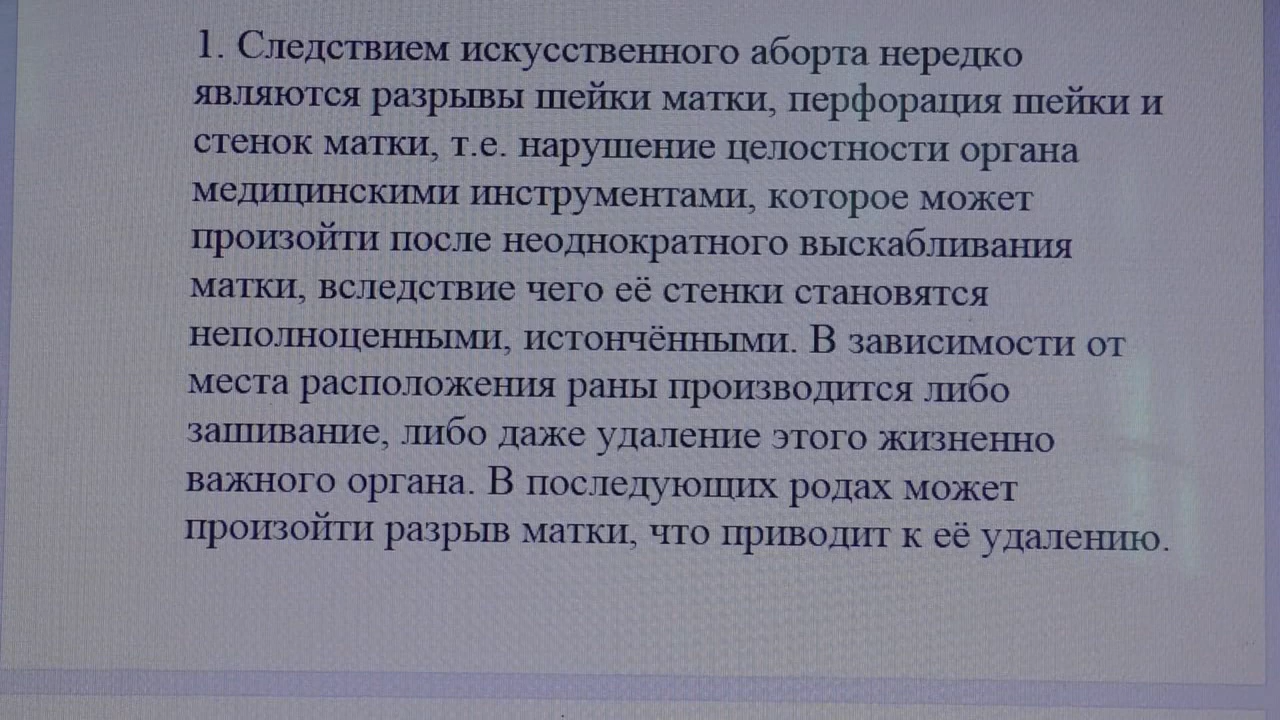 1. Следствием искусственного аборта нередко
являются разрывы шейки матки, перфорация шейки и
стенок матки, т.е. нарушение целостности органа
медицинскими инструментами, которое может
произойти после неоднократного выскабливания
матки, вследствие чего её стенки становятся
неполноценными, истончёнными. В зависимости от
места расположения раны производится либо
зашивание, либо даже удаление этого жизненно
важного органа. В последующих родах может
произойти разрыв матки, что приводит к её удалению.